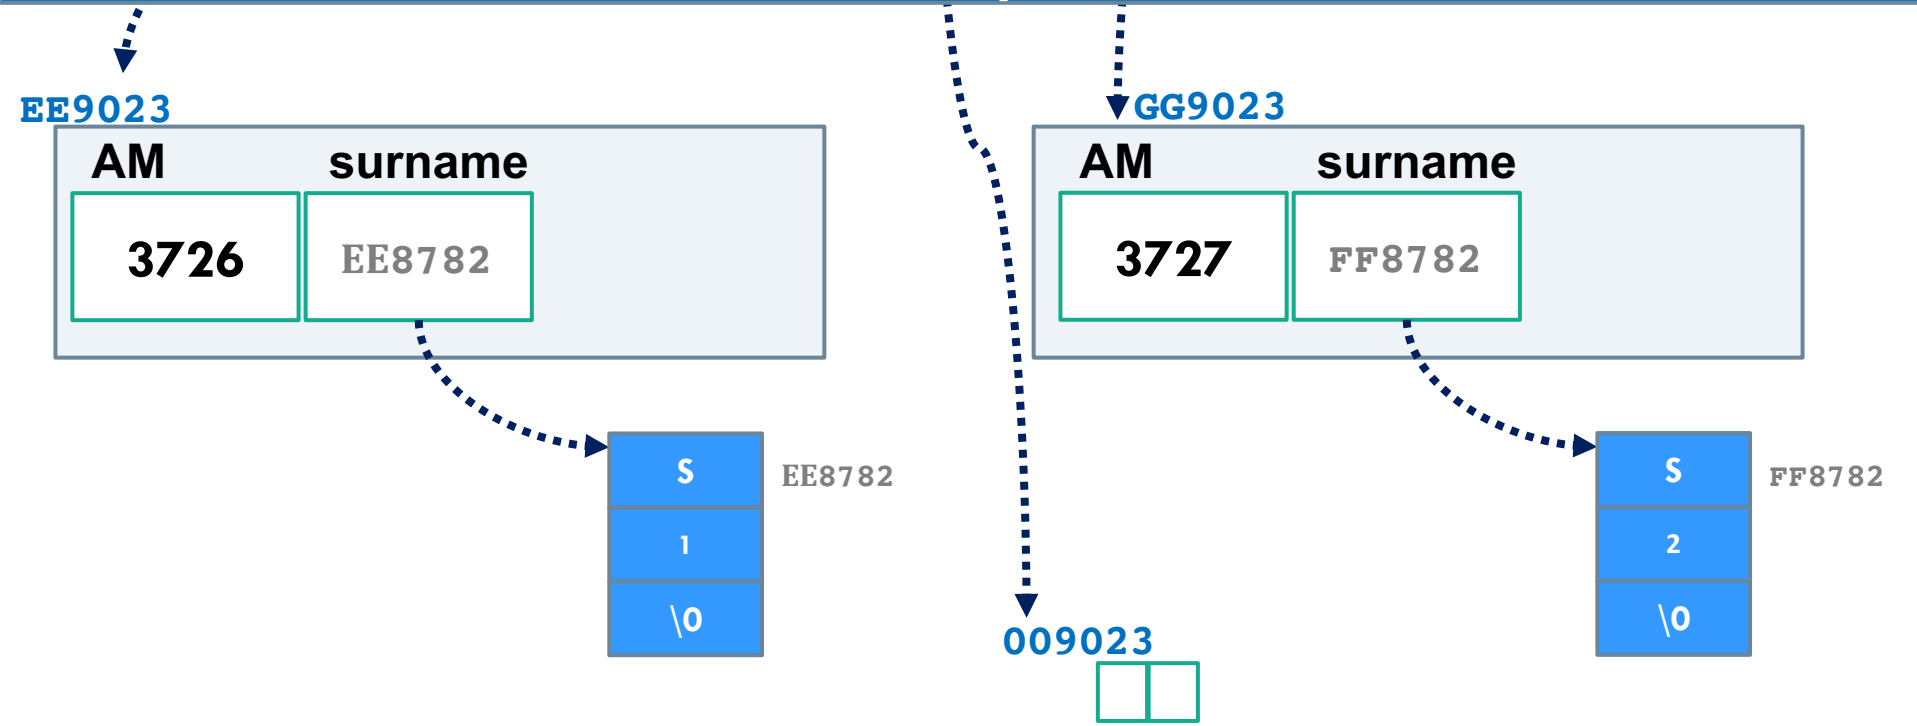 EE9023
GG9023
AM surname
AM surname
3726 EE8782
3727 FF8782
S EE8782
S FF8782
1
2
\0
\0
009023